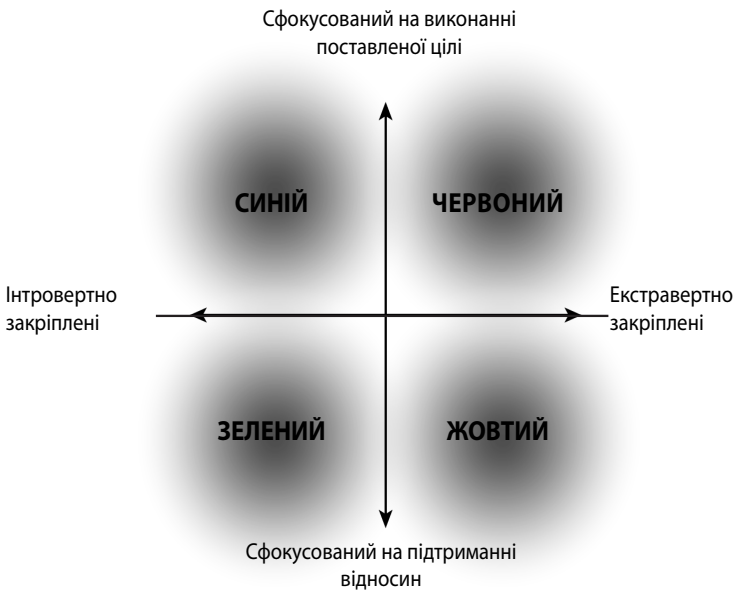 Сфокусований на виконанні
поставленої цілі
СИНІЙ
ЧЕРВОНИЙ
Інтровертно
закріплені
Екстравертно
закріплені
ЗЕЛЕНИЙ
ЖОВТИЙ
Сфокусований на підтриманні
відносин